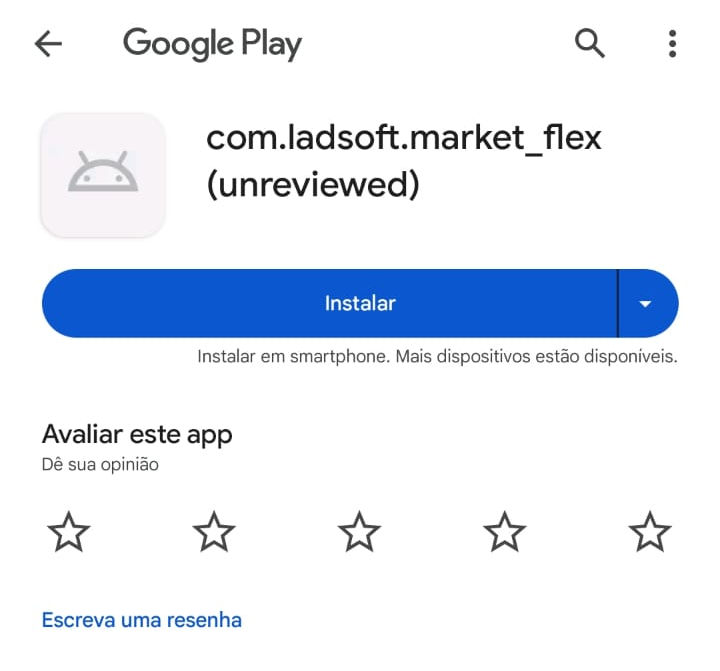 Google Play
com.ladsoft.market_flex
(unreviewed)
Instalar
Instalar em smartphone. Mais dispositivos estão disponíveis.
Avaliar este app
Dê sua opinião
Escreva uma resenha